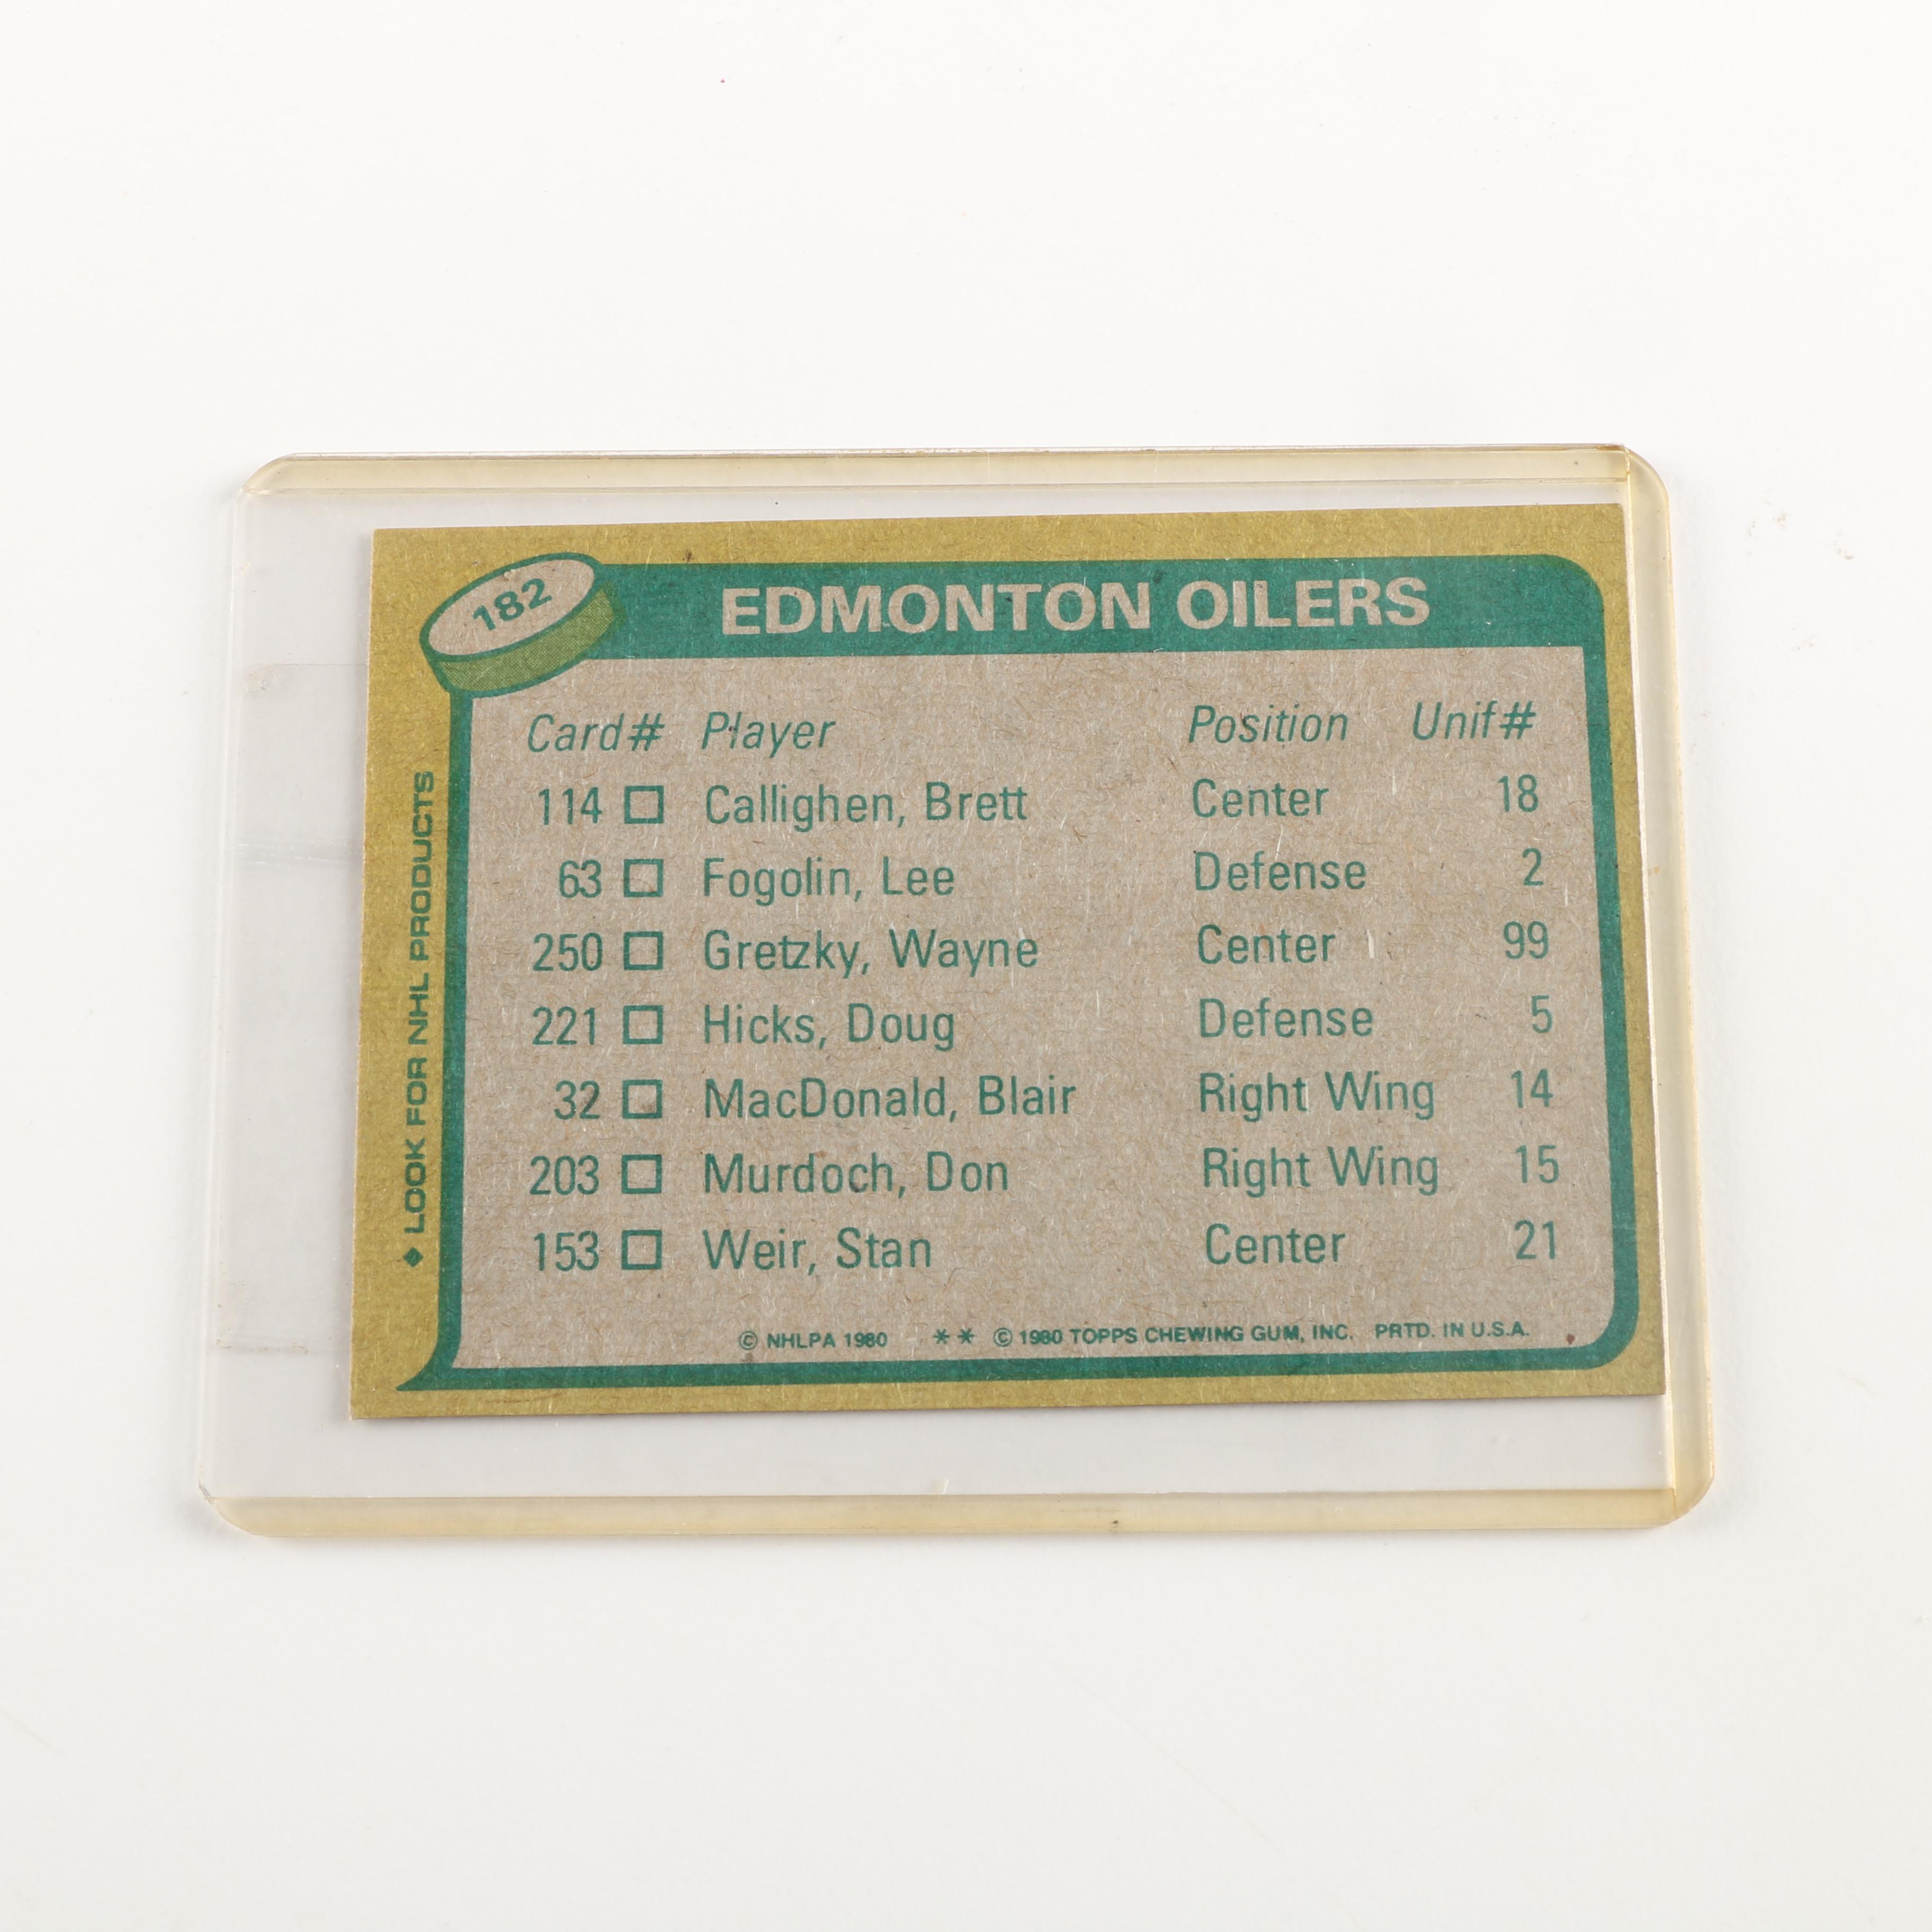 182
EDMONTON OILERS
Card# Player Position Unif#
114 Callighen, Brett Center 18
63 Fogolin, Lee Defense 2
250 Gretzky, Wayne Center 99
221 Hicks, Doug Defense 5
32 MacDonald, Blair Right Wing 14
203 Murdoch, Don Right Wing 15
153 Weir, Stan Center 21
© NHLPA 1980 ** © 1980 TOPPS CHEWING GUM, INC. PRTD. IN U.S.A.
♦ LOOK FOR NHL PRODUCTS